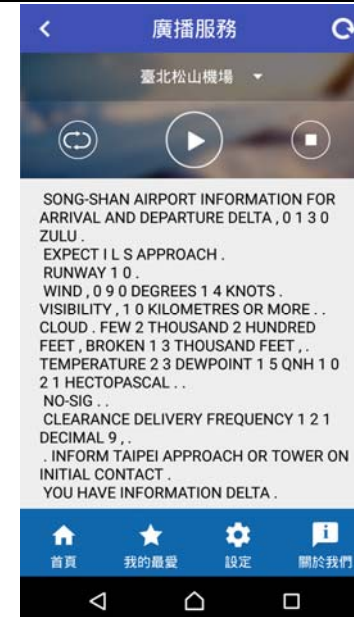 廣播服務
臺北松山機場
SONG-SHAN AIRPORT INFORMATION FOR
ARRIVAL AND DEPARTURE DELTA , 0 1 3 0
ZULU .
EXPECT I L S APPROACH .
RUNWAY 1 0 .
WIND , 0 9 0 DEGREES 1 4 KNOTS .
VISIBILITY , 1 0 KILOMETRES OR MORE . .
CLOUD . FEW 2 THOUSAND 2 HUNDRED
FEET , BROKEN 1 3 THOUSAND FEET , .
TEMPERATURE 2 3 DEWPOINT 1 5 QNH 1 0
2 1 HECTOPASCAL . .
NO-SIG . .
CLEARANCE DELIVERY FREQUENCY 1 2 1
DECIMAL 9 , .
. INFORM TAIPEI APPROACH OR TOWER ON
INITIAL CONTACT .
YOU HAVE INFORMATION DELTA .
首頁 我的最愛 設定 關於我們